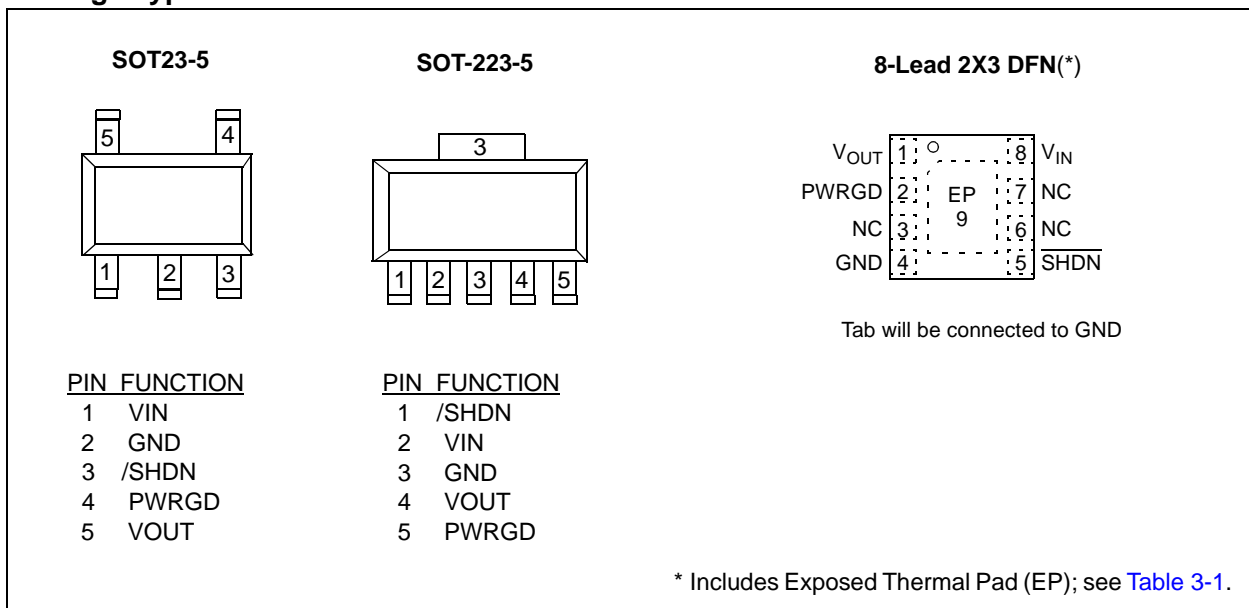 SOT23-5
5 4
1 2 3
PIN FUNCTION
1 VIN
2 GND
3 /SHDN
4 PWRGD
5 VOUT
SOT-223-5
3
1 2 3 4 5
PIN FUNCTION
1 /SHDN
2 VIN
3 GND
4 VOUT
5 PWRGD
8-Lead 2X3 DFN(*)
VOUT 1 8 VIN
PWRGD 2 EP 7 NC
NC 3 9 6 NC
GND 4 5 SHDN
Tab will be connected to GND
* Includes Exposed Thermal Pad (EP); see Table 3-1.